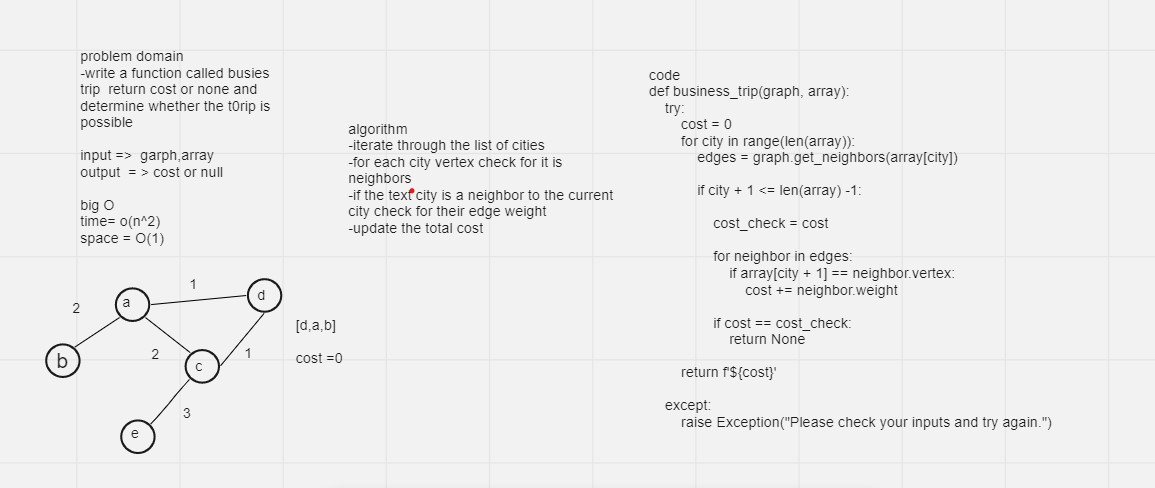 problem domain
-write a function called busies
trip  return cost or none and
determine whether the t0rip is
possible
input =>  garph,array
output  = > cost or null
big O
time= o(n^2)
space = O(1)
algorithm
-iterate through the list of cities
-for each city vertex check for it is
neighbors
-if the text city is a neighbor to the current
city check for their edge weight
-update the total cost
1
a
d
2
[d,a,b]
2
1
cost =0
b
c
3
e
code
def business_trip(graph, array):
try:
cost = 0
for city in range(len(array)):
edges = graph.get_neighbors(array[city])
if city + 1 <= len(array) -1:
cost_check = cost
for neighbor in edges:
if array[city + 1] == neighbor.vertex:
cost += neighbor.weight
if cost == cost_check:
return None
return f'${cost}'
except:
raise Exception("Please check your inputs and try again.")